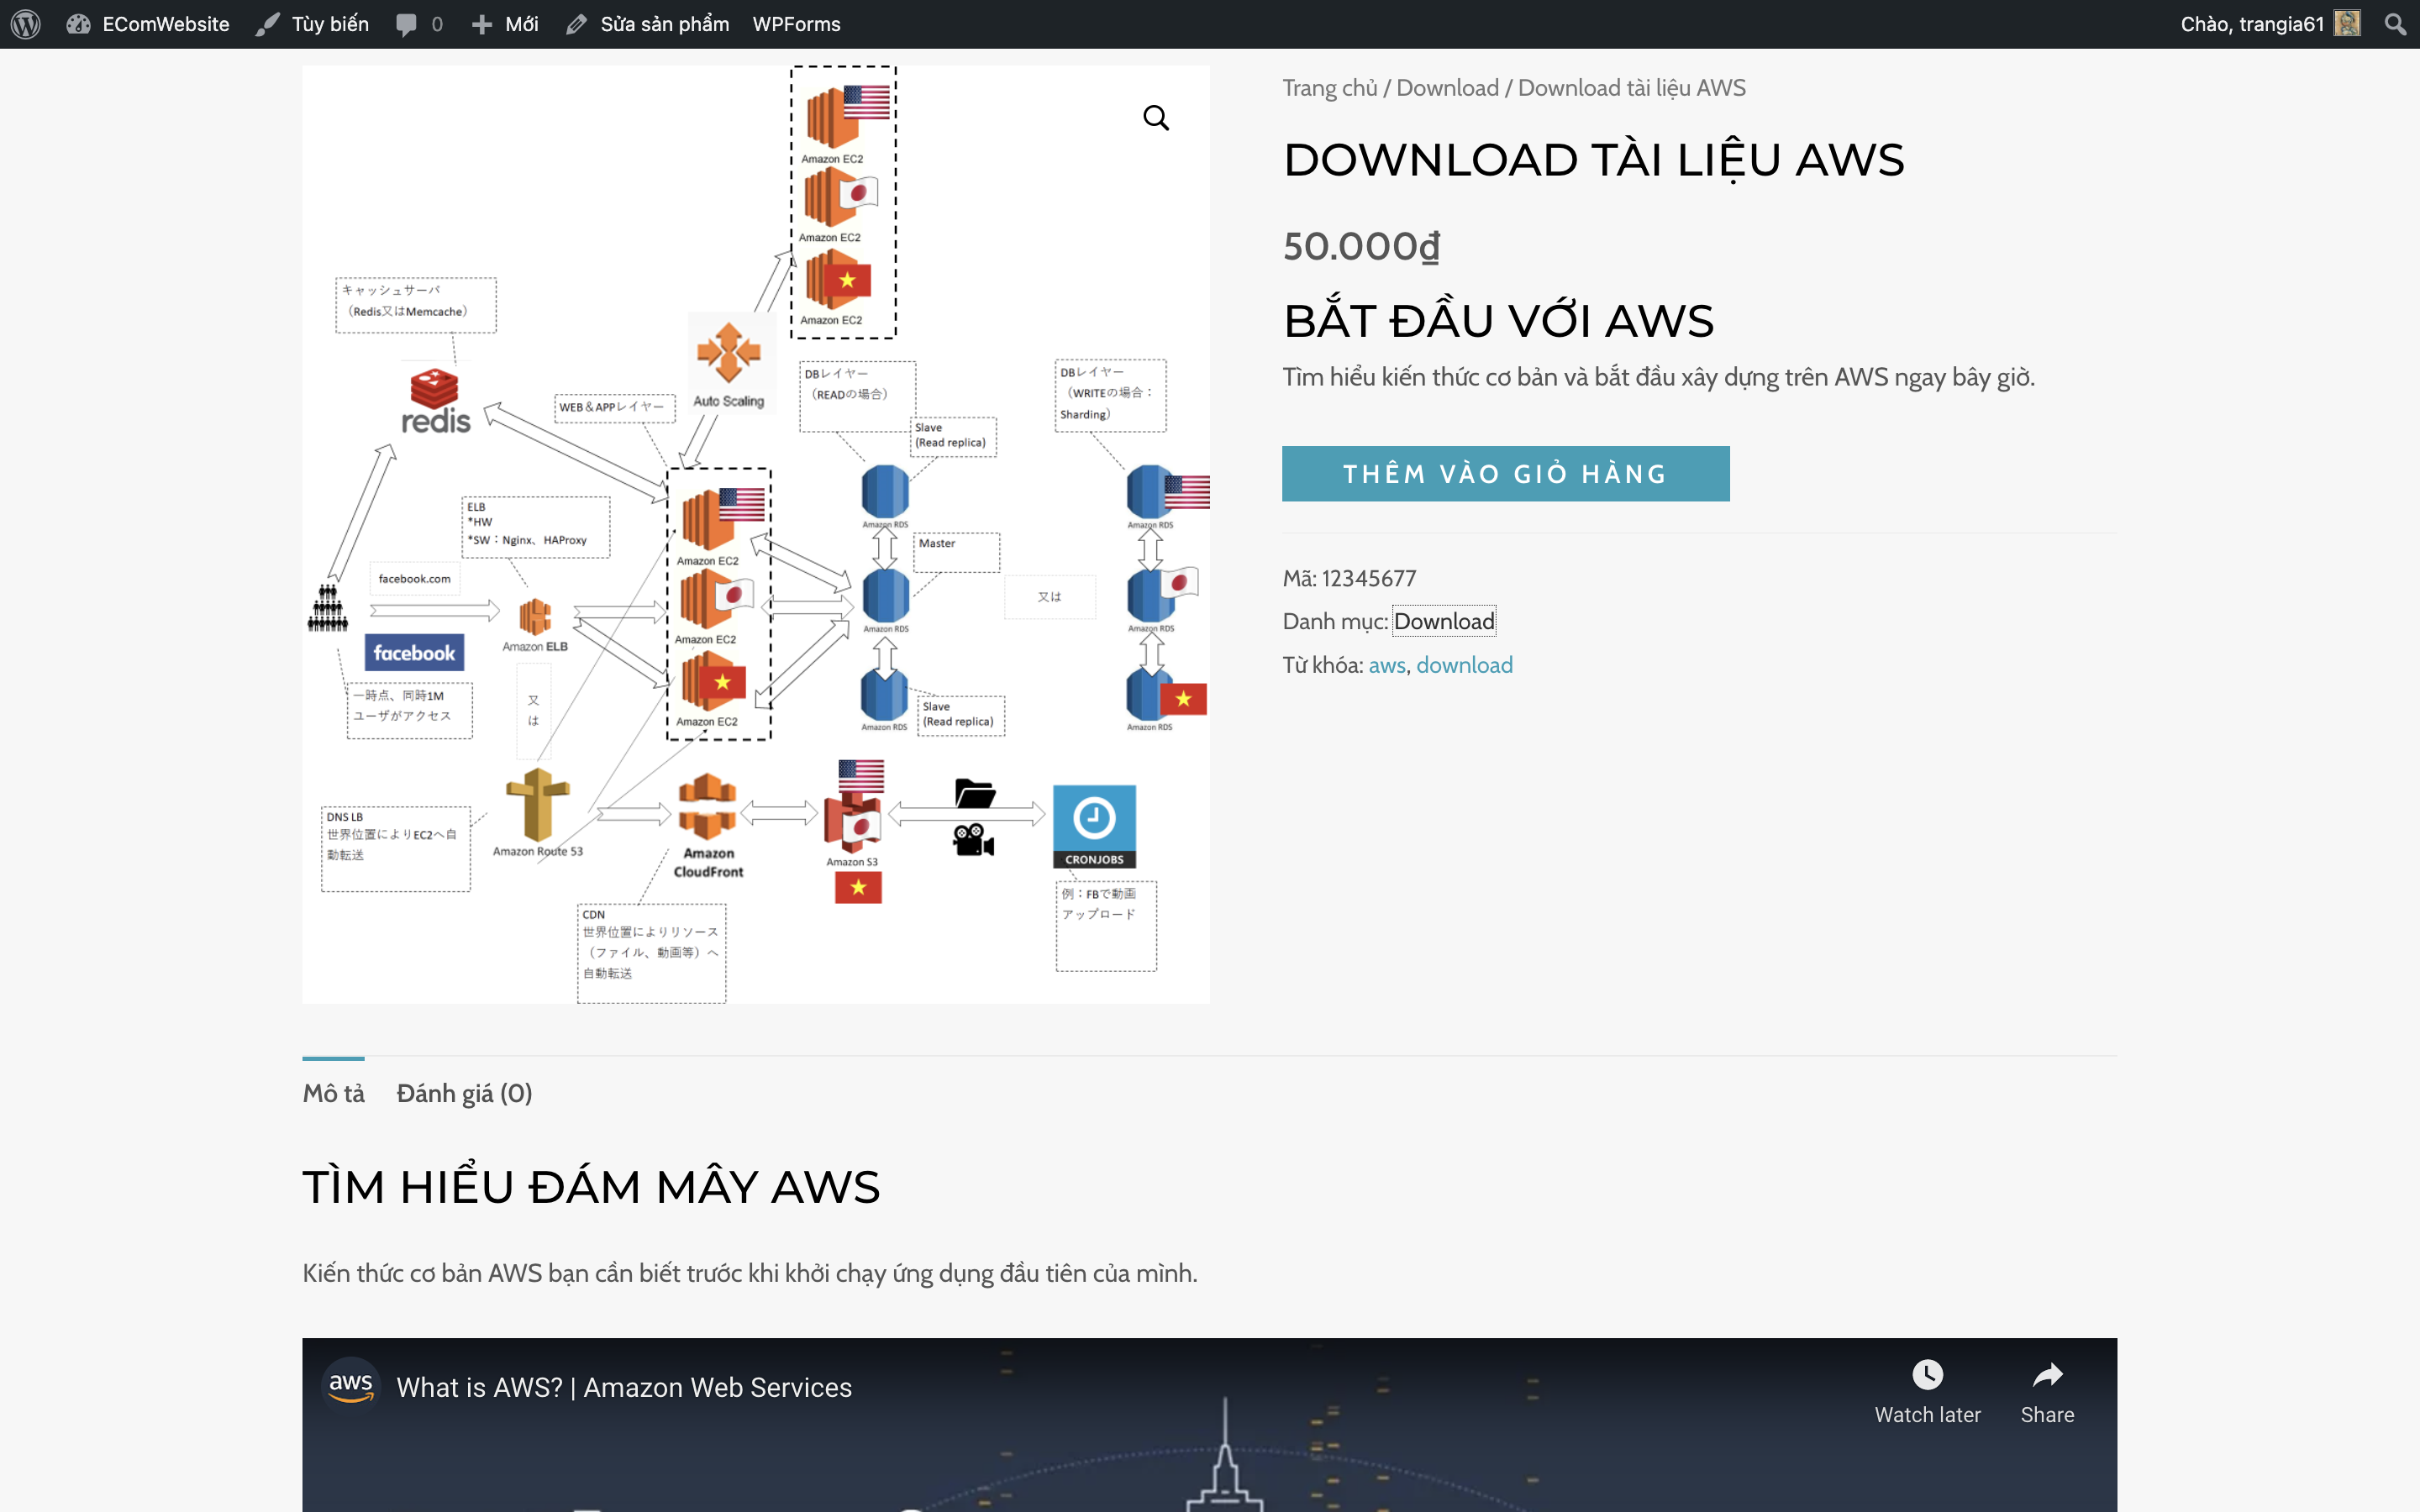 EComWebsite Tùy biến 0 Mới Sửa sản phẩm WPForms Chào, trangia61
Trang chủ / Download / Download tài liệu AWS
DOWNLOAD TÀI LIỆU AWS
50.000₫
BẮT ĐẦU VỚI AWS
Tìm hiểu kiến thức cơ bản và bắt đầu xây dựng trên AWS ngay bây giờ.
THÊM VÀO GIỎ HÀNG
Mã: 12345677
Danh mục: Download
Từ khóa: aws, download
Amazon EC2
Amazon EC2
Amazon EC2
キャッシュサーバ
（Redis又はMemcache）
redis
Auto Scaling
WEB＆APPレイヤー
DBレイヤー
（READの場合）
Slave
(Read replica)
DBレイヤー
（WRITEの場合：
Sharding）
ELB
*HW
*SW：Nginx、HAProxy
Amazon EC2
Amazon EC2
Amazon EC2
Amazon RDS
Master
Amazon RDS
Slave
(Read replica)
Amazon RDS
又は
Amazon RDS
Amazon RDS
Amazon RDS
facebook.com
facebook
Amazon ELB
一時点、同時1M
ユーザがアクセス
又
は
DNS LB
世界位置によりEC2へ自
動転送
Amazon Route 53
Amazon
CloudFront
Amazon S3
CRONJOBS
CDN
世界位置によりリソース
（ファイル、動画等）へ
自動転送
例：FBで動画
アップロード
Mô tả Đánh giá (0)
TÌM HIỂU ĐÁM MÂY AWS
Kiến thức cơ bản AWS bạn cần biết trước khi khởi chạy ứng dụng đầu tiên của mình.
aws What is AWS? | Amazon Web Services
Watch later Share